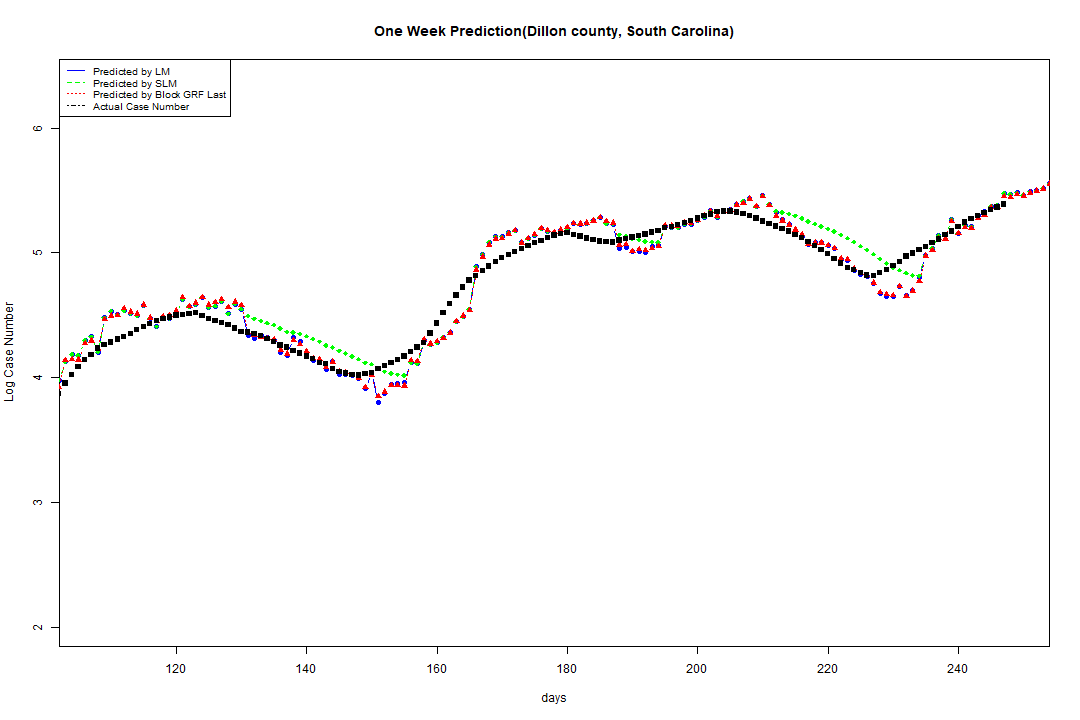 One Week Prediction(Dillon county, South Carolina)
Predicted by LM
Predicted by SLM
Predicted by Block GRF Last
Actual Case Number
Log Case Number
6
5
4
3
2
120 140 160 180 200 220 240
days